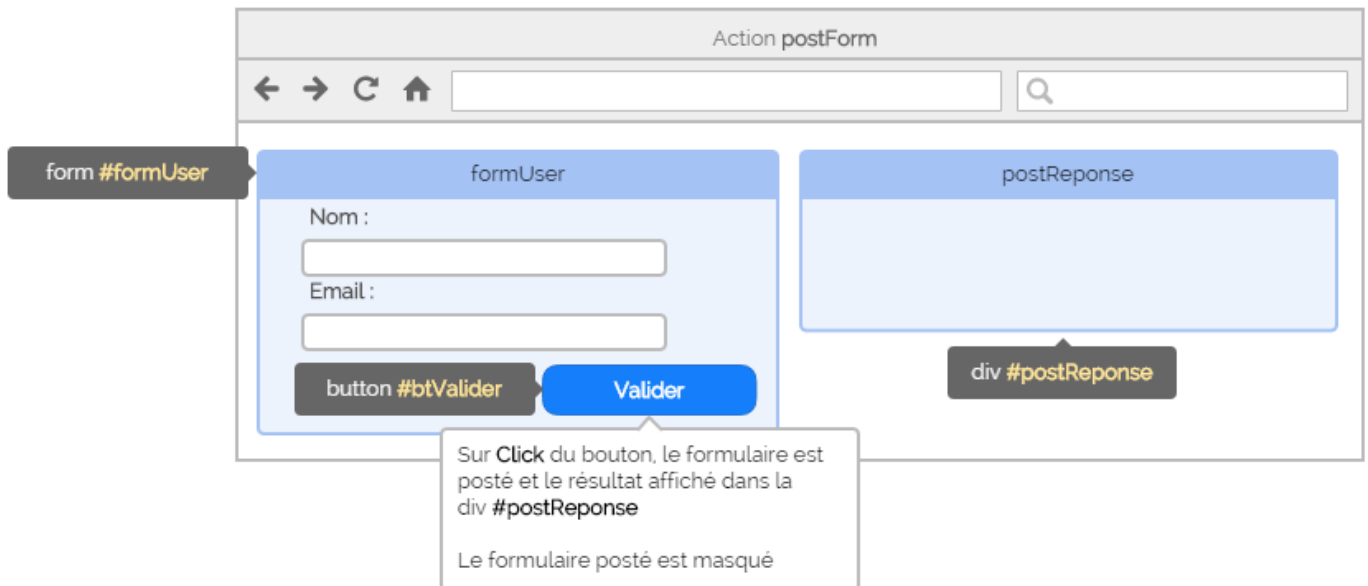 Action postForm
form #formUser
formUser
postReponse
Nom :
Email :
button #btValider
Valider
div #postReponse
Sur Click du bouton, le formulaire est
posté et le résultat affiché dans la
div #postReponse
Le formulaire posté est masqué